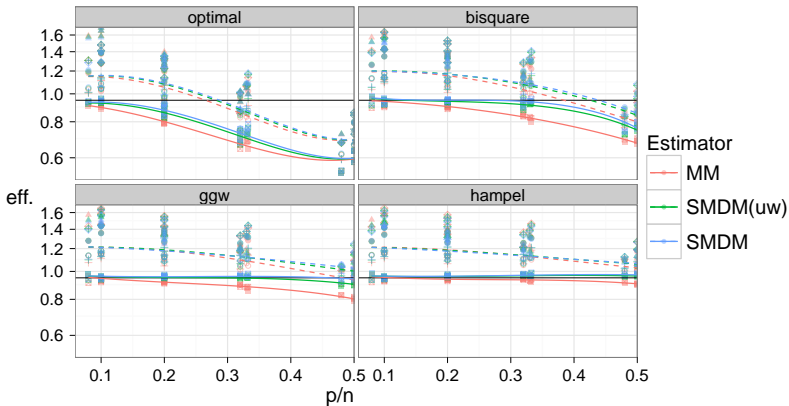 optimal
bisquare
1.6
1.4
1.2
1.0
0.8
0.6
eff.
ggw
hampel
1.6
1.4
1.2
1.0
0.8
0.6
0.1 0.2 0.3 0.4 0.5
0.1 0.2 0.3 0.4 0.5
p/n
Estimator
MM
SMDM(uw)
SMDM